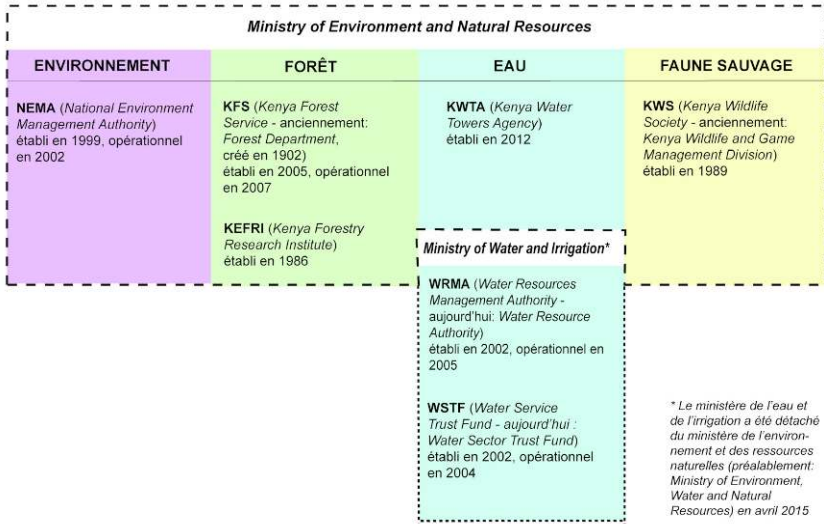 Ministry of Environment and Natural Resources
ENVIRONNEMENT
NEMA (National Environment
Management Authority)
établi en 1999, opérationnel
en 2002
FORÊT
KFS (Kenya Forest
Service - anciennement:
Forest Department,
créé en 1902)
établi en 2005, opérationnel
en 2007
KEFRI (Kenya Forestry
Research Institute)
établi en 1986
EAU
KWTA (Kenya Water
Towers Agency)
établi en 2012
Ministry of Water and Irrigation*
WRMA (Water Resources
Management Authority -
aujourd'hui: Water Resource
Authority)
établi en 2002, opérationnel en
2005
WSTF (Water Service
Trust Fund - aujourd'hui :
Water Sector Trust Fund)
établi en 2002, opérationnel
en 2004
FAUNE SAUVAGE
KWS (Kenya Wildlife
Society - anciennement:
Kenya Wildlife and Game
Management Division)
établi en 1989
* Le ministère de l'eau et
de l'irrigation a été détaché
du ministère de l'environ-
nement et des ressources
naturelles (préalablement:
Ministry of Environment,
Water and Natural
Resources) en avril 2015